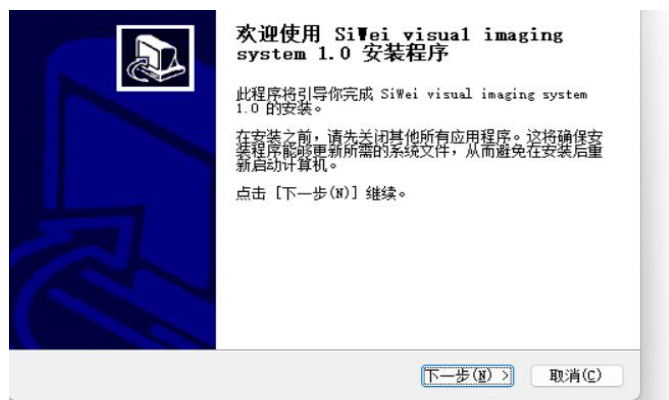 欢迎使用 SiWei visual imaging
system 1.0 安装程序
此程序将引导你完成 SiWei visual imaging system
1.0 的安装。
在安装之前，请先关闭其他所有应用程序。这将确保安
装程序能够更新所需的系统文件，从而避免在安装后重
新启动计算机。
点击 [下一步(N)] 继续。
下一步(N) >
取消(C)